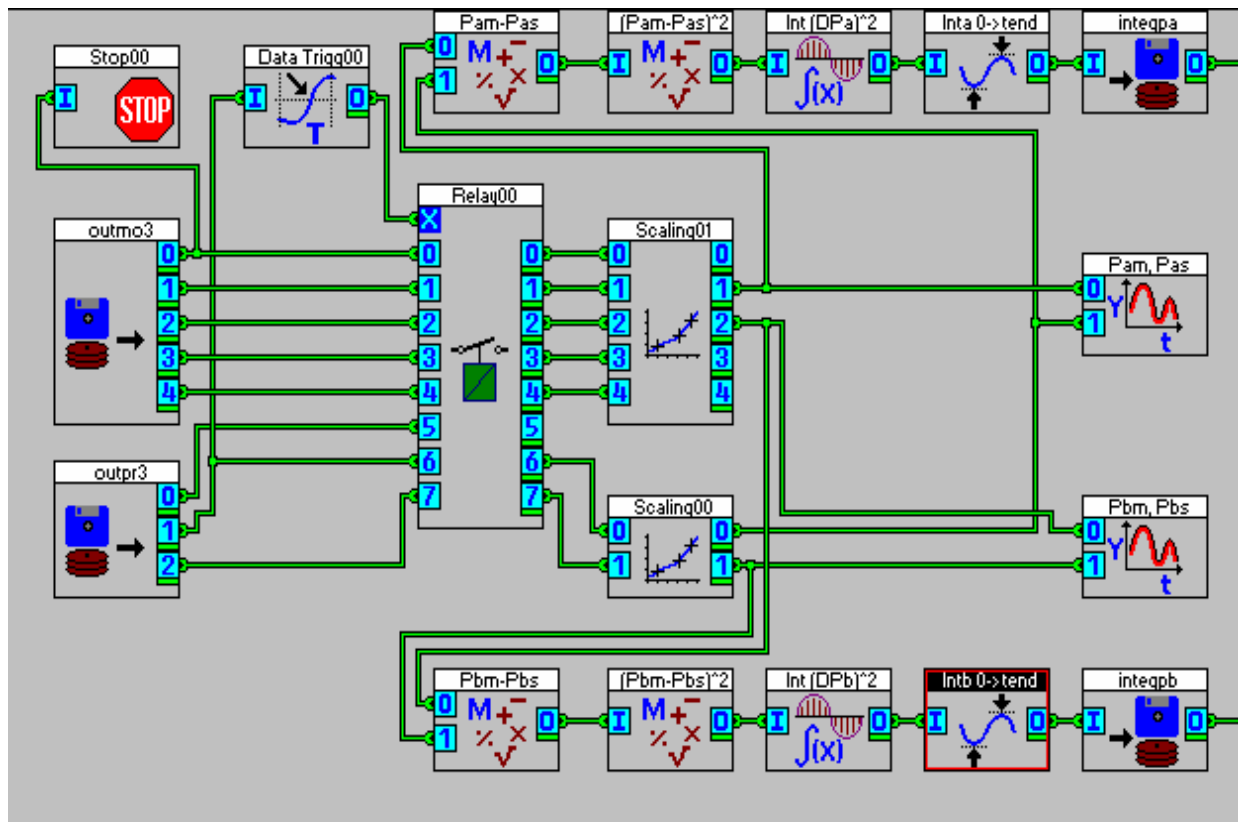 Pam-Pas
0
1
M
0
(Pam-Pas)^2
I
M
0
Int (DPa)^2
I
∫(x)
0
Inta 0->tend
I
0
integpa
I
0
Stop00
I
STOP
Data Trigg00
I
T
0
Relay00
X
0
1
2
3
4
5
6
7
0
1
2
3
4
5
6
7
outmo3
0
1
2
3
4
outpr3
0
1
2
Scaling01
0
1
2
3
4
0
1
2
3
4
Scaling00
0
1
0
1
Pam, Pas
0
1
Y
t
Pbm, Pbs
0
1
Y
t
Pbm-Pbs
0
1
M
0
(Pbm-Pbs)^2
I
M
0
Int (DPb)^2
I
∫(x)
0
Intb 0->tend
I
0
integpb
I
0